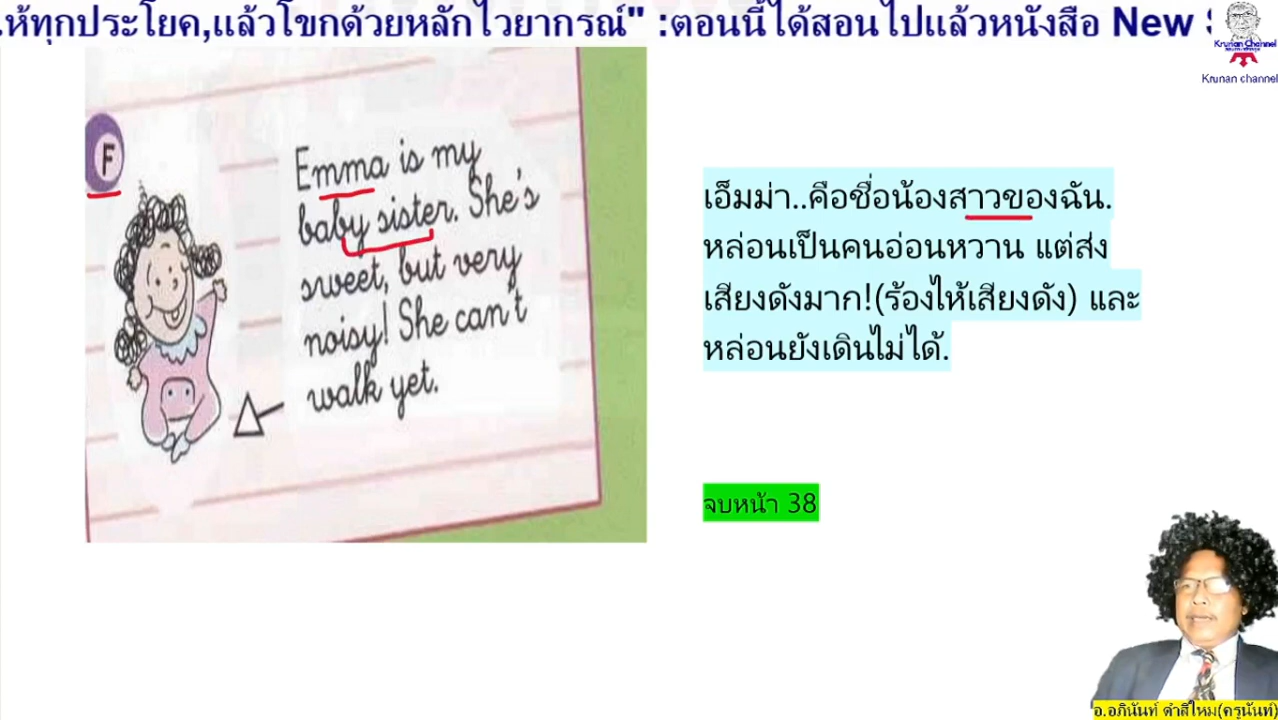 ห้ทุกประโยค,แล้วโขกด้วยหลักไวยากรณ์" :ตอนนี้ได้สอนไปแล้วหนังสือ New
Krunan Channel
Krunan channel
F
Emma is my
baby sister. She's
sweet, but very
noisy! She can't
walk yet.
เอ็มม่า..คือชื่อน้องสาวของฉัน.
หล่อนเป็นคนอ่อนหวาน แต่ส่ง
เสียงดังมาก!(ร้องไห้เสียงดัง) และ
หล่อนยังเดินไม่ได้.
จบหน้า 38
อ.อภินันท์ ดำสีใหม(ครูนันท์)